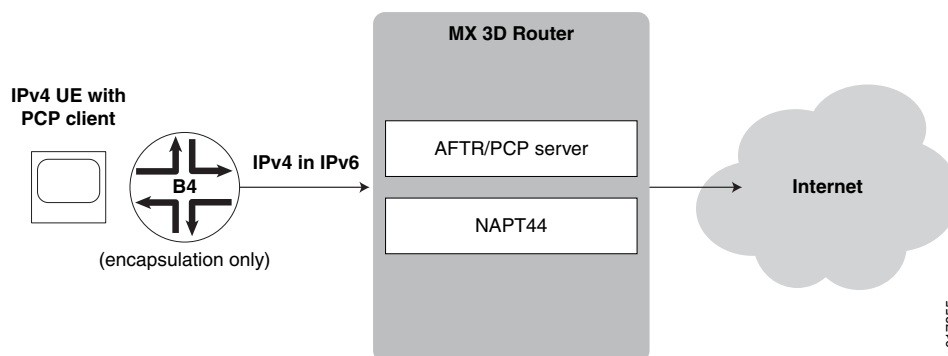 MX 3D Router
IPv4 UE with
PCP client
AFTR/PCP server
IPv4 in IPv6
B4
Internet
NAPT44
(encapsulation only)